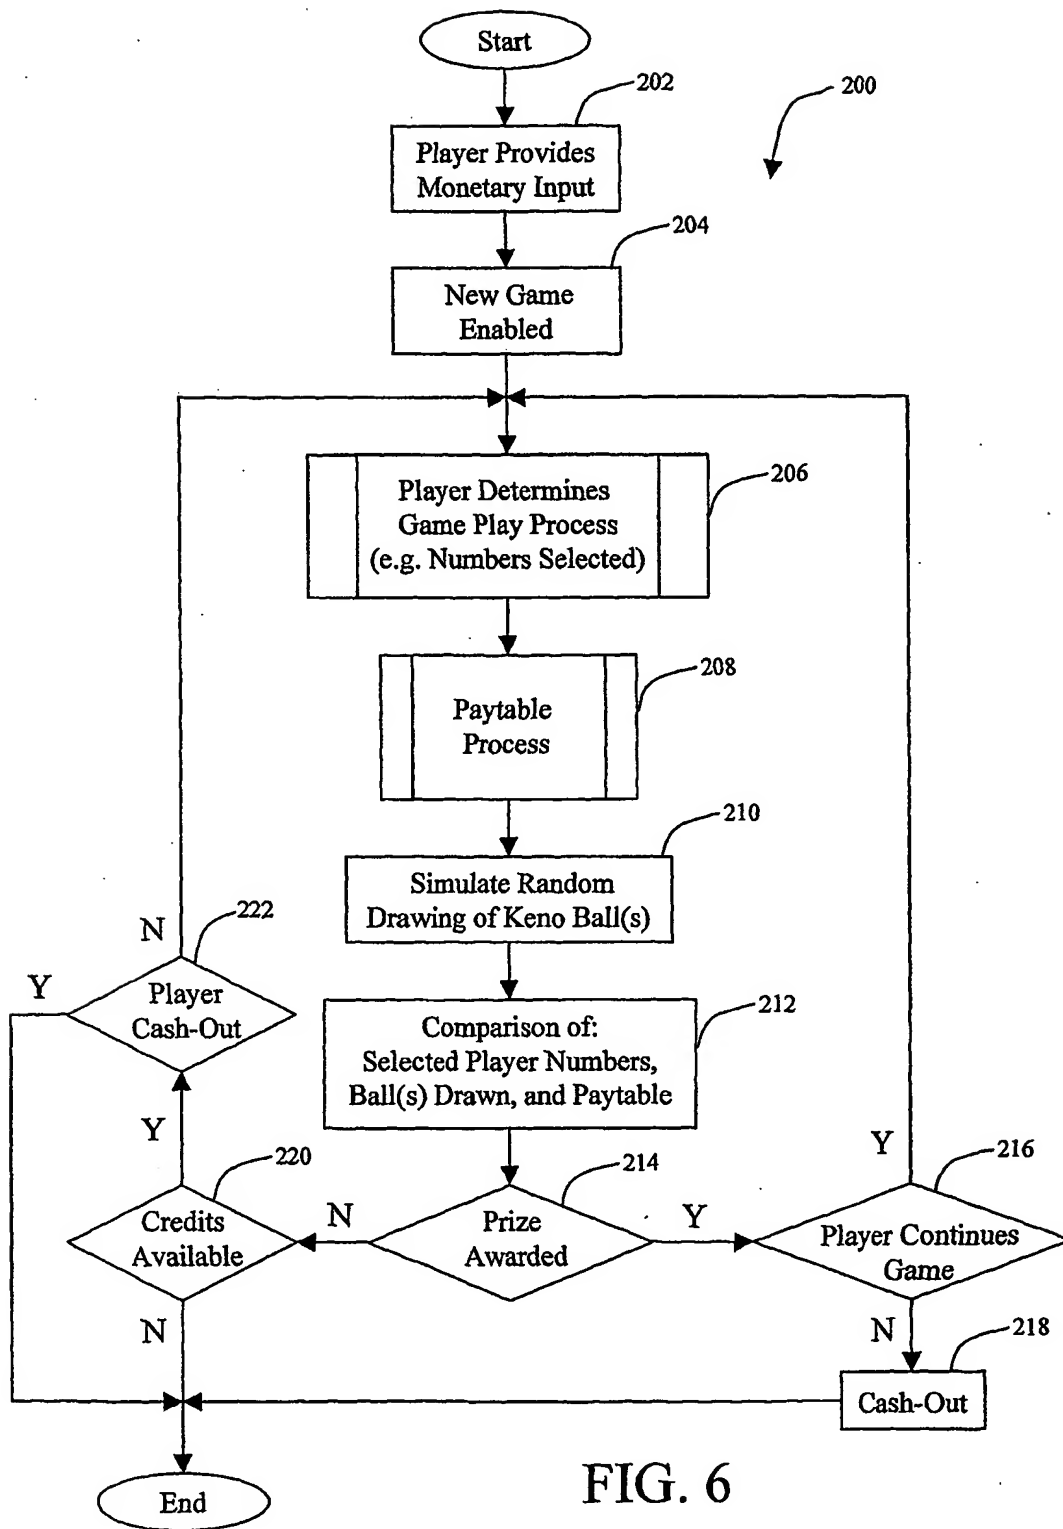 Start
202
200
Player Provides
Monetary Input
204
New Game
Enabled
206
Player Determines
Game Play Process
(e.g. Numbers Selected)
208
Paytable
Process
210
Simulate Random
Drawing of Keno Ball(s)
222
N
Y
Player
Cash-Out
212
Comparison of:
Selected Player Numbers,
Ball(s) Drawn, and Paytable
Y
220
214
Y
216
Credits
Available
N
Prize
Awarded
Y
Player Continues
Game
N
N
218
Cash-Out
End
FIG. 6